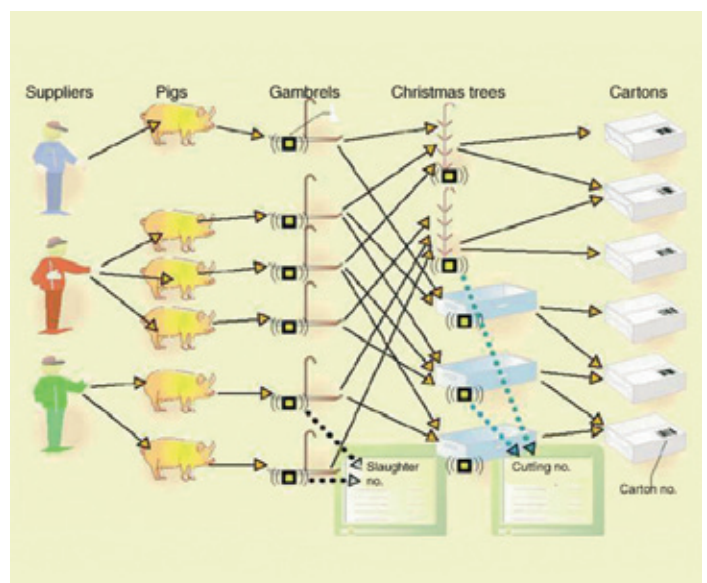 Suppliers
Pigs
Gambrels
Christmas trees
Cartons
Slaughter
no.
Cutting no.
Carton no.